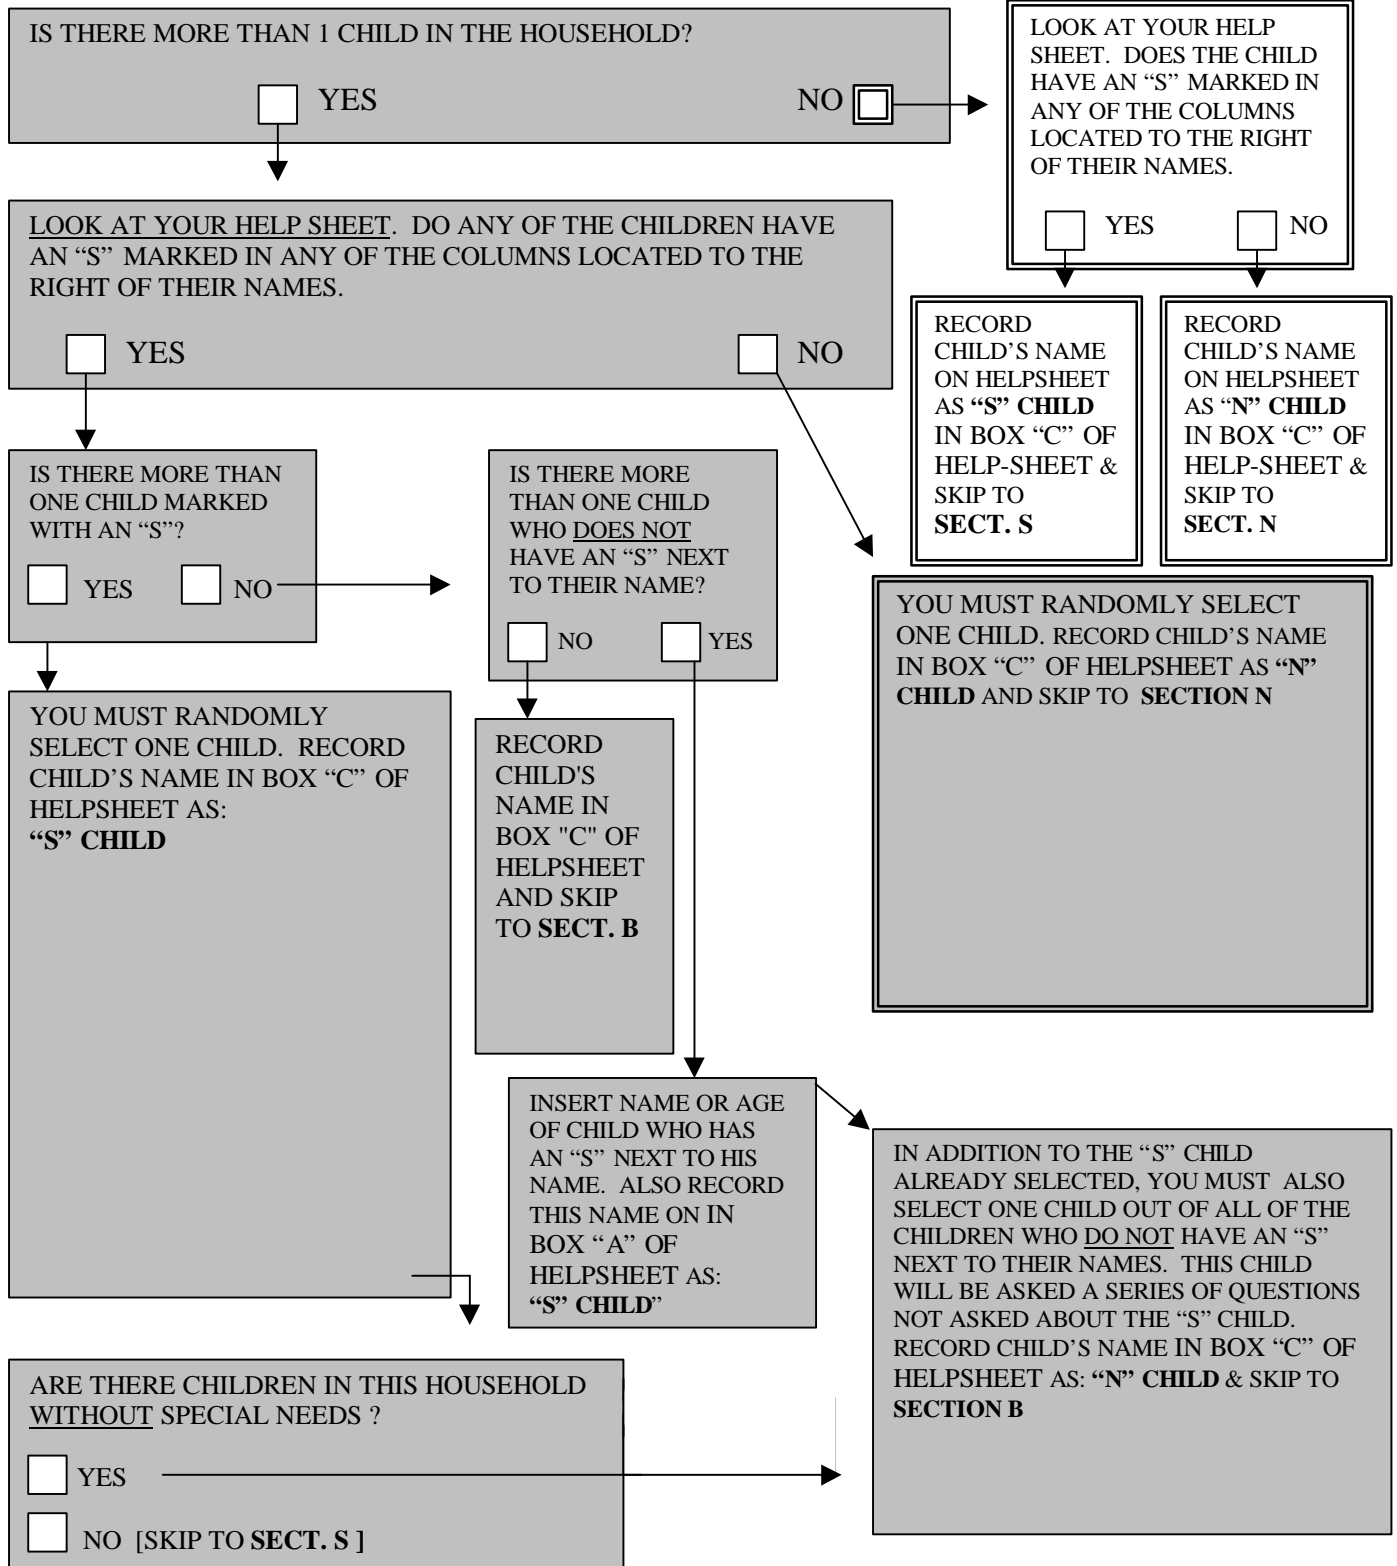 IS THERE MORE THAN 1 CHILD IN THE HOUSEHOLD?
YES
NO
LOOK AT YOUR HELP
SHEET. DOES THE CHILD
HAVE AN “S” MARKED IN
ANY OF THE COLUMNS
LOCATED TO THE RIGHT
OF THEIR NAMES.
YES
NO
LOOK AT YOUR HELP SHEET. DO ANY OF THE CHILDREN HAVE
AN “S” MARKED IN ANY OF THE COLUMNS LOCATED TO THE
RIGHT OF THEIR NAMES.
YES
NO
RECORD
CHILD’S NAME
ON HELPSHEET
AS “S” CHILD
IN BOX “C” OF
HELP-SHEET &
SKIP TO
SECT. S
RECORD
CHILD’S NAME
ON HELPSHEET
AS “N” CHILD
IN BOX “C” OF
HELP-SHEET &
SKIP TO
SECT. N
IS THERE MORE THAN
ONE CHILD MARKED
WITH AN “S”?
YES
NO
IS THERE MORE
THAN ONE CHILD
WHO DOES NOT
HAVE AN “S” NEXT
TO THEIR NAME?
NO
YES
YOU MUST RANDOMLY SELECT
ONE CHILD. RECORD CHILD’S NAME
IN BOX “C” OF HELPSHEET AS “N”
CHILD AND SKIP TO SECTION N
YOU MUST RANDOMLY
SELECT ONE CHILD. RECORD
CHILD’S NAME IN BOX “C” OF
HELPSHEET AS:
“S” CHILD
RECORD
CHILD'S
NAME IN
BOX "C" OF
HELPSHEET
AND SKIP
TO SECT. B
INSERT NAME OR AGE
OF CHILD WHO HAS
AN “S” NEXT TO HIS
NAME. ALSO RECORD
THIS NAME ON IN
BOX “A” OF
HELPSHEET AS:
“S” CHILD”
IN ADDITION TO THE “S” CHILD
ALREADY SELECTED, YOU MUST ALSO
SELECT ONE CHILD OUT OF ALL OF THE
CHILDREN WHO DO NOT HAVE AN “S”
NEXT TO THEIR NAMES. THIS CHILD
WILL BE ASKED A SERIES OF QUESTIONS
NOT ASKED ABOUT THE “S” CHILD.
RECORD CHILD’S NAME IN BOX “C” OF
HELPSHEET AS: “N” CHILD & SKIP TO
SECTION B
ARE THERE CHILDREN IN THIS HOUSEHOLD
WITHOUT SPECIAL NEEDS ?
YES
NO [SKIP TO SECT. S ]